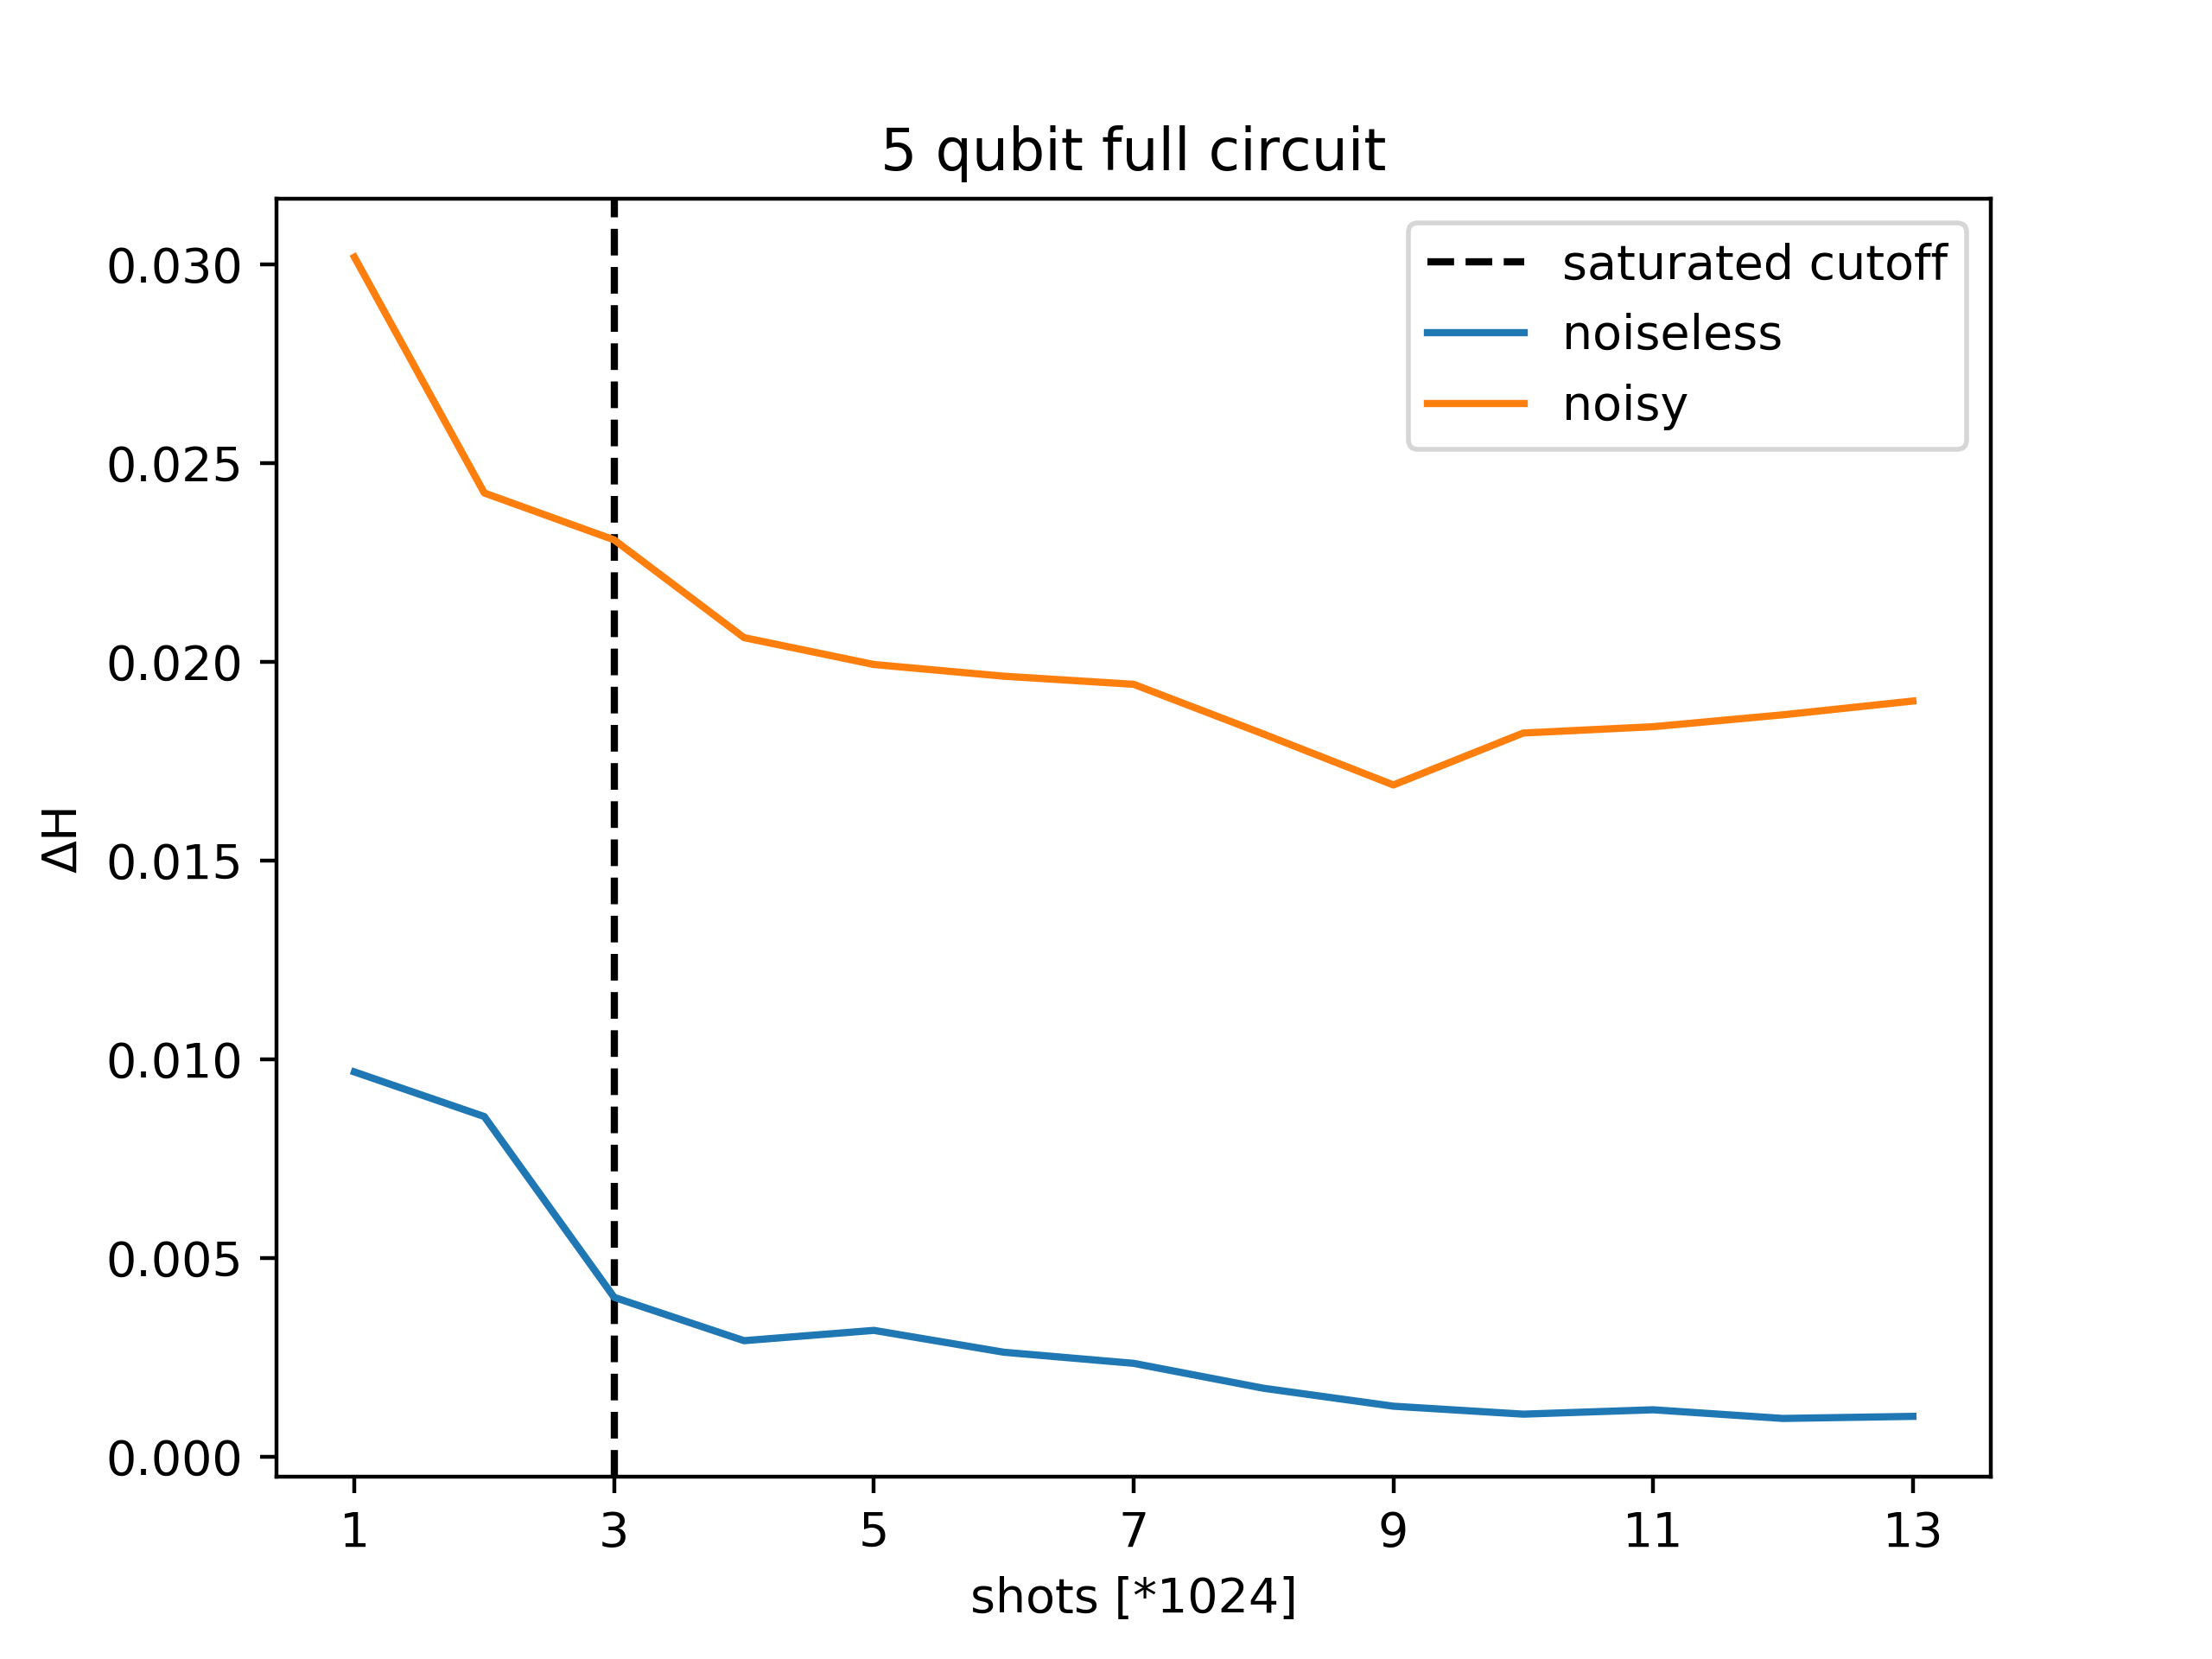 5 qubit full circuit
saturated cutoff
noiseless
noisy
ΔH
0.030
0.025
0.020
0.015
0.010
0.005
0.000
1 3 5 7 9 11 13
shots [*1024]